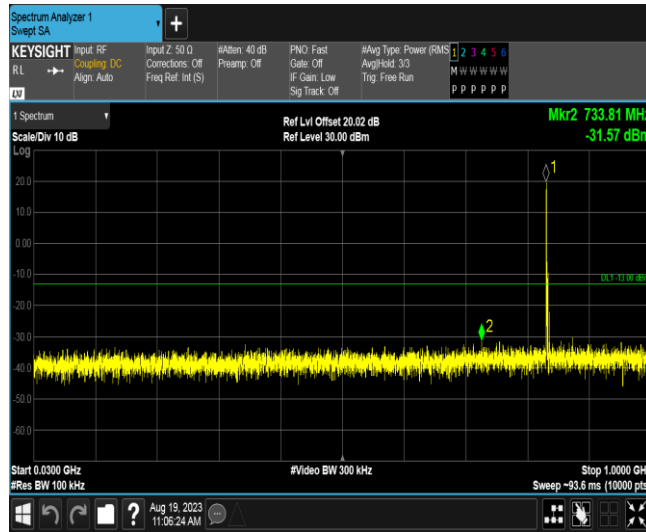 Spectrum Analyzer 1
Swept SA
+
KEYSIGHT
RL
LXI
Input: RF
Coupling: DC
Align: Auto
Input Z: 50 Ω
Corrections: Off
Freq Ref: Int (S)
#Atten: 40 dB
Preamp: Off
PNO: Fast
Gate: Off
IF Gain: Low
Sig Track: Off
#Avg Type: Power (RMS
Avg|Hold: 3/3
Trig: Free Run
1 2 3 4 5 6
M W W W W W
P P P P P P
1 Spectrum
Scale/Div 10 dB
Log
Ref Lvl Offset 20.02 dB
Ref Level 30.00 dBm
Mkr2 733.81 MHz
-31.57 dBm
1
20.0
10.0
0.00
-10.0
DL1 -13.00 dBm
-20.0
2
-30.0
-40.0
-50.0
-60.0
Start 0.0300 GHz
#Video BW 300 kHz
Stop 1.0000 GH
#Res BW 100 kHz
Sweep ~93.6 ms (10000 pts
?
Aug 19, 2023
11:06:24 AM